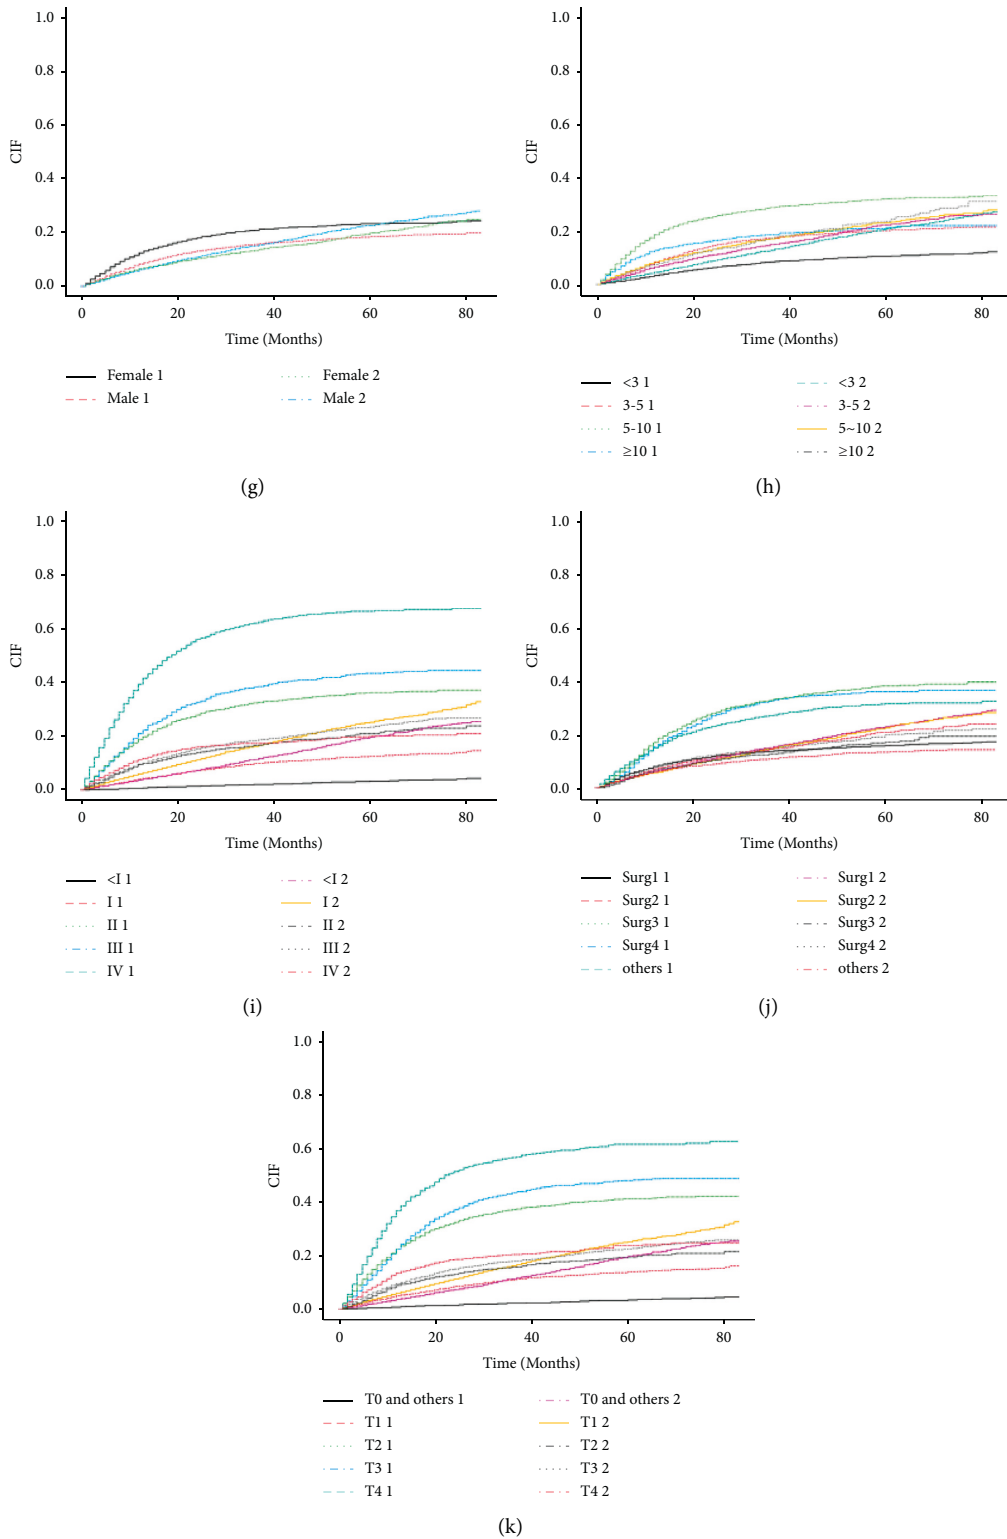 1.0
0.8
0.6
0.4
0.2
0.0
CIF
0 20 40 60 80
Time (Months)
Female 1 Female 2
Male 1 Male 2
(g)
1.0
0.8
0.6
0.4
0.2
0.0
CIF
0 20 40 60 80
Time (Months)
<3 1 <3 2
3-5 1 3-5 2
5-10 1 5~10 2
≥10 1 ≥10 2
(h)
1.0
0.8
0.6
0.4
0.2
0.0
CIF
0 20 40 60 80
Time (Months)
<I 1 <I 2
I 1 I 2
II 1 II 2
III 1 III 2
IV 1 IV 2
(i)
1.0
0.8
0.6
0.4
0.2
0.0
CIF
0 20 40 60 80
Time (Months)
Surg1 1 Surg1 2
Surg2 1 Surg2 2
Surg3 1 Surg3 2
Surg4 1 Surg4 2
others 1 others 2
(j)
1.0
0.8
0.6
0.4
0.2
0.0
CIF
0 20 40 60 80
Time (Months)
T0 and others 1 T0 and others 2
T1 1 T1 2
T2 1 T2 2
T3 1 T3 2
T4 1 T4 2
(k)